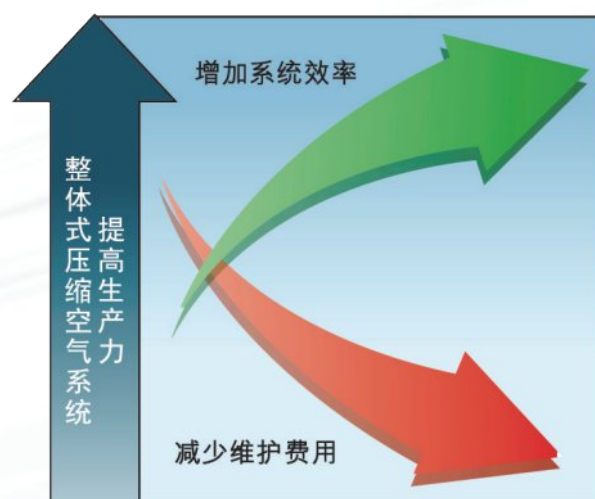 增加系统效率
整体式压缩空气系统
提高生产力
减少维护费用